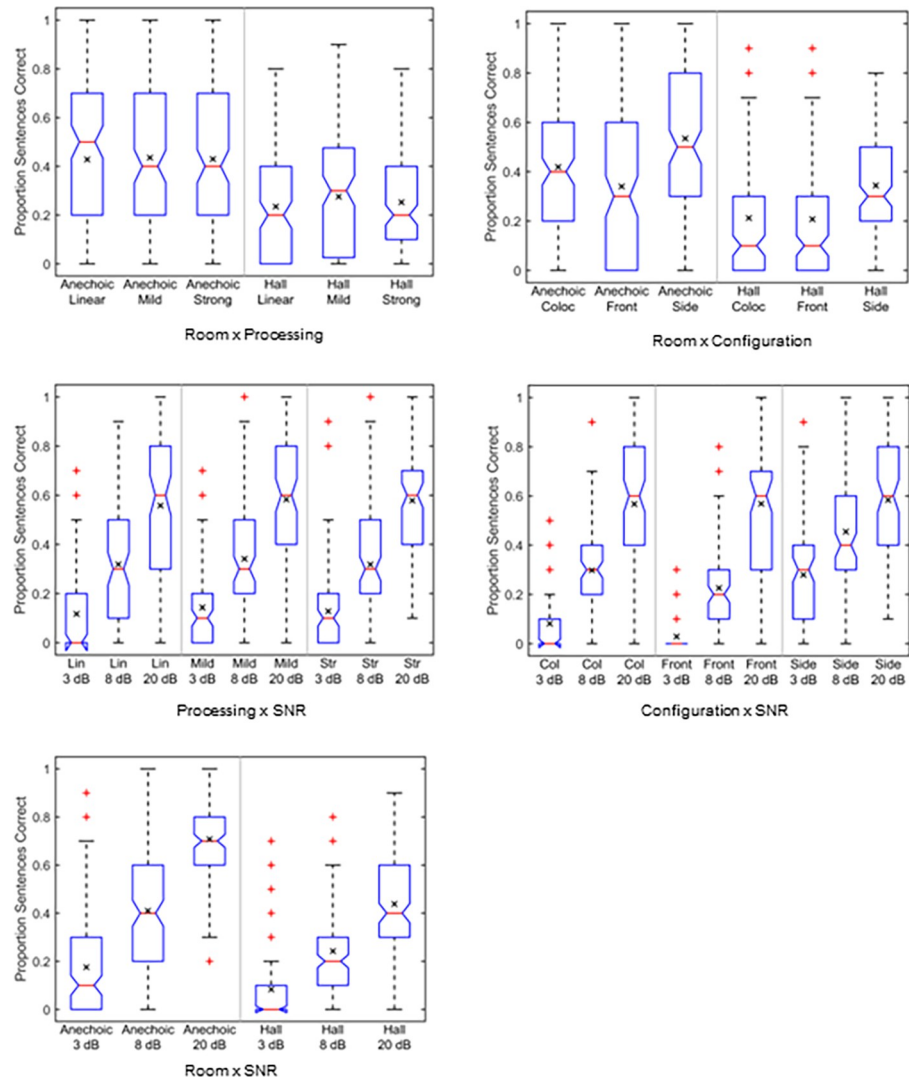 Proportion Sentences Correct
1
0.8
0.6
0.4
0.2
0
Anechoic Anechoic Anechoic Hall Hall Hall
Linear Mild Strong Linear Mild Strong
Room x Processing
Proportion Sentences Correct
1
0.8
0.6
0.4
0.2
0
Anechoic Anechoic Anechoic Hall Hall Hall
Coloc Front Side Coloc Front Side
Room x Configuration
Proportion Sentences Correct
1
0.8
0.6
0.4
0.2
0
Lin Lin Lin Mild Mild Mild Str Str Str
3 dB 8 dB 20 dB 3 dB 8 dB 20 dB 3 dB 8 dB 20 dB
Processing x SNR
Proportion Sentences Correct
1
0.8
0.6
0.4
0.2
0
Col Col Col Front Front Front Side Side Side
3 dB 8 dB 20 dB 3 dB 8 dB 20 dB 3 dB 8 dB 20 dB
Configuration x SNR
Proportion Sentences Correct
1
0.8
0.6
0.4
0.2
0
Anechoic Anechoic Anechoic Hall Hall Hall
3 dB 8 dB 20 dB 3 dB 8 dB 20 dB
Room x SNR